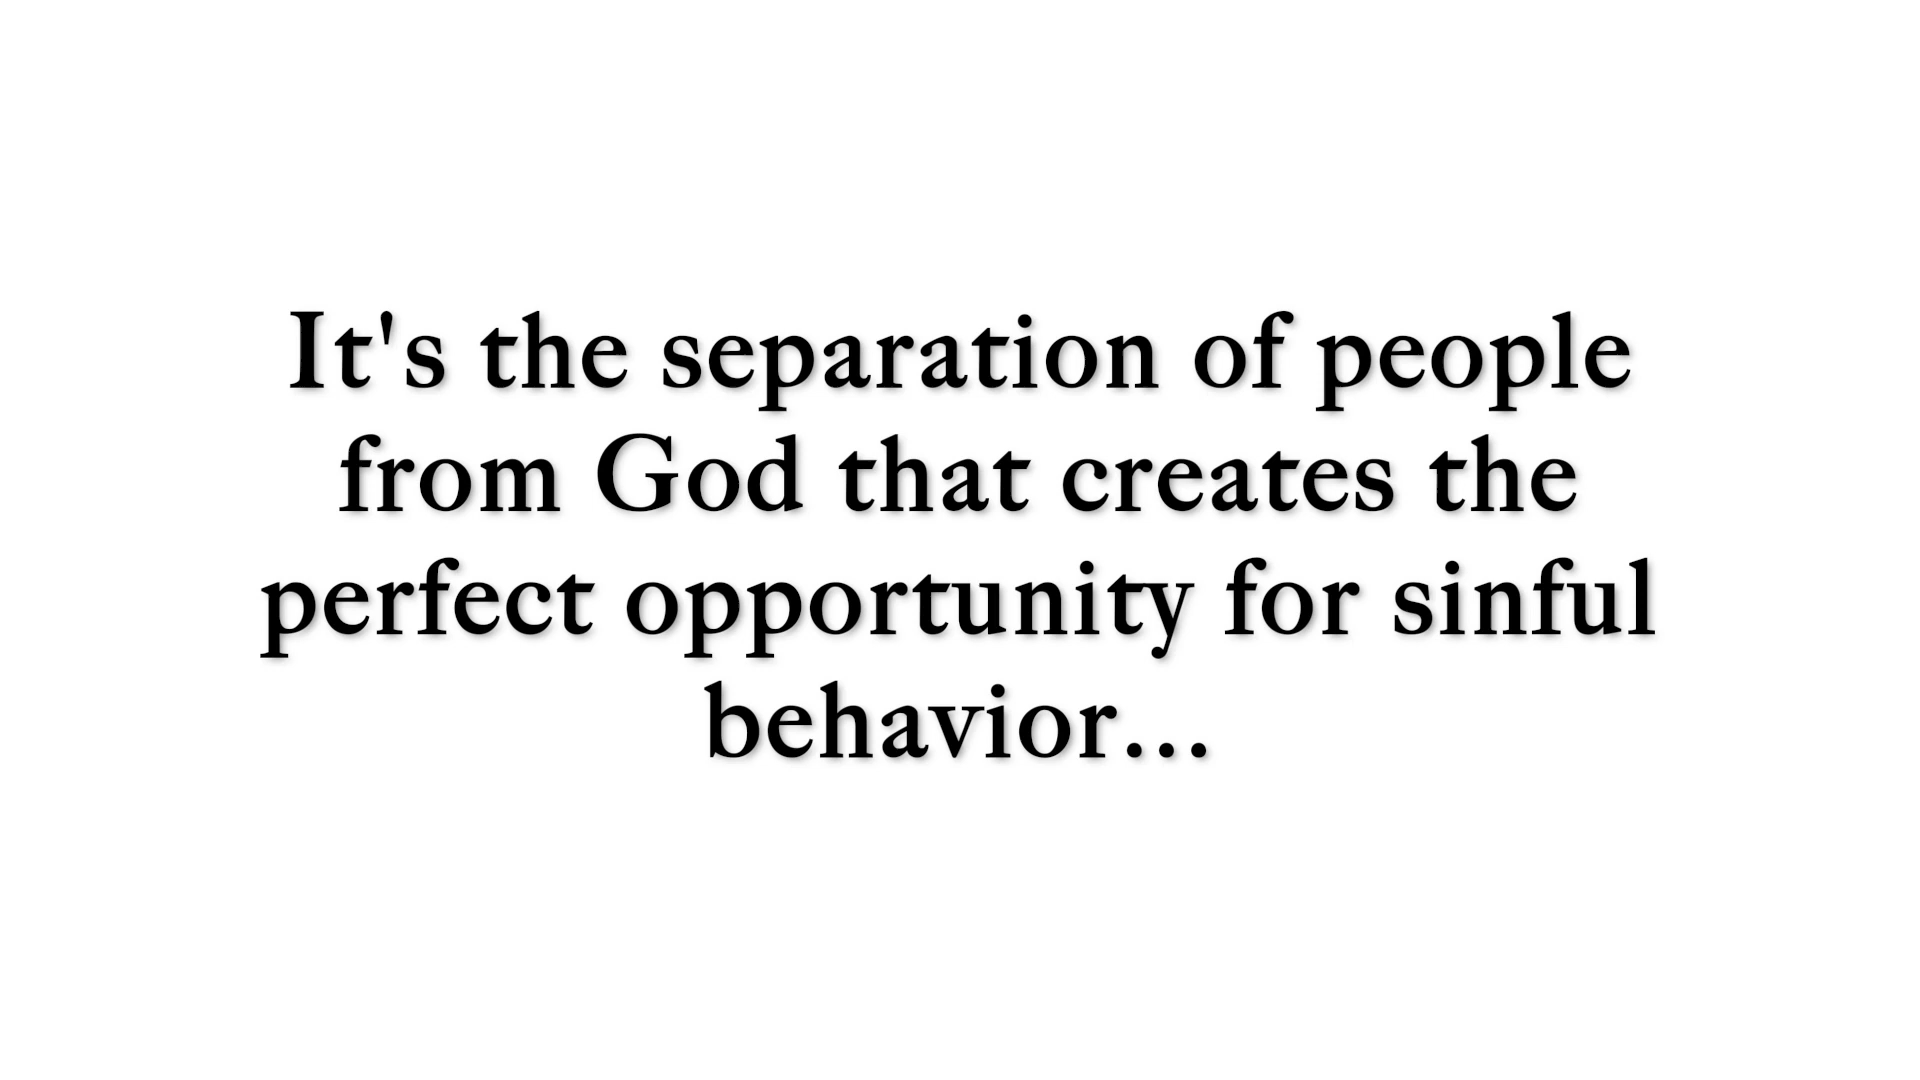 It's the separation of people
from God that creates the
perfect opportunity for sinful
behavior...